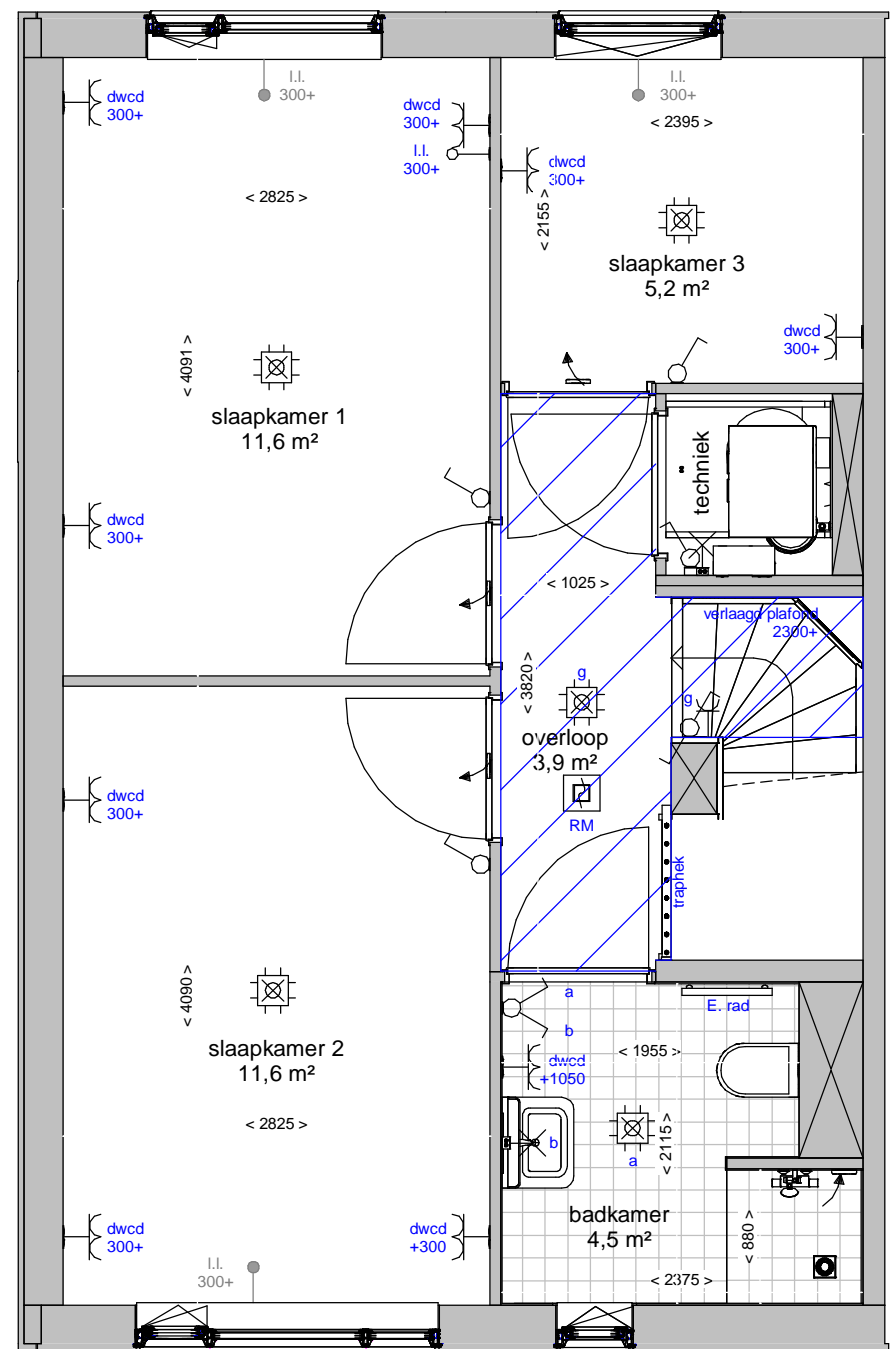 l.l.
300+
l.l.
300+
dwcd
300+
dwcd
300+
l.l.
300+
< 2395 >
dwcd
300+
< 2825 >
< 2155 >
slaapkamer 3
5,2 m²
dwcd
300+
< 4091 >
slaapkamer 1
11,6 m²
techniek
dwcd
300+
< 1025 >
verlaagd plafond
2300+
< 3820 >
g
g
overloop
3,9 m²
dwcd
300+
RM
traphek
< 4090 >
slaapkamer 2
11,6 m²
a
E. rad
b
< 1955 >
dwcd
+1050
< 2825 >
b
a
< 2115 >
badkamer
4,5 m²
< 880 >
dwcd
300+
dwcd
+300
l.l.
300+
< 2375 >